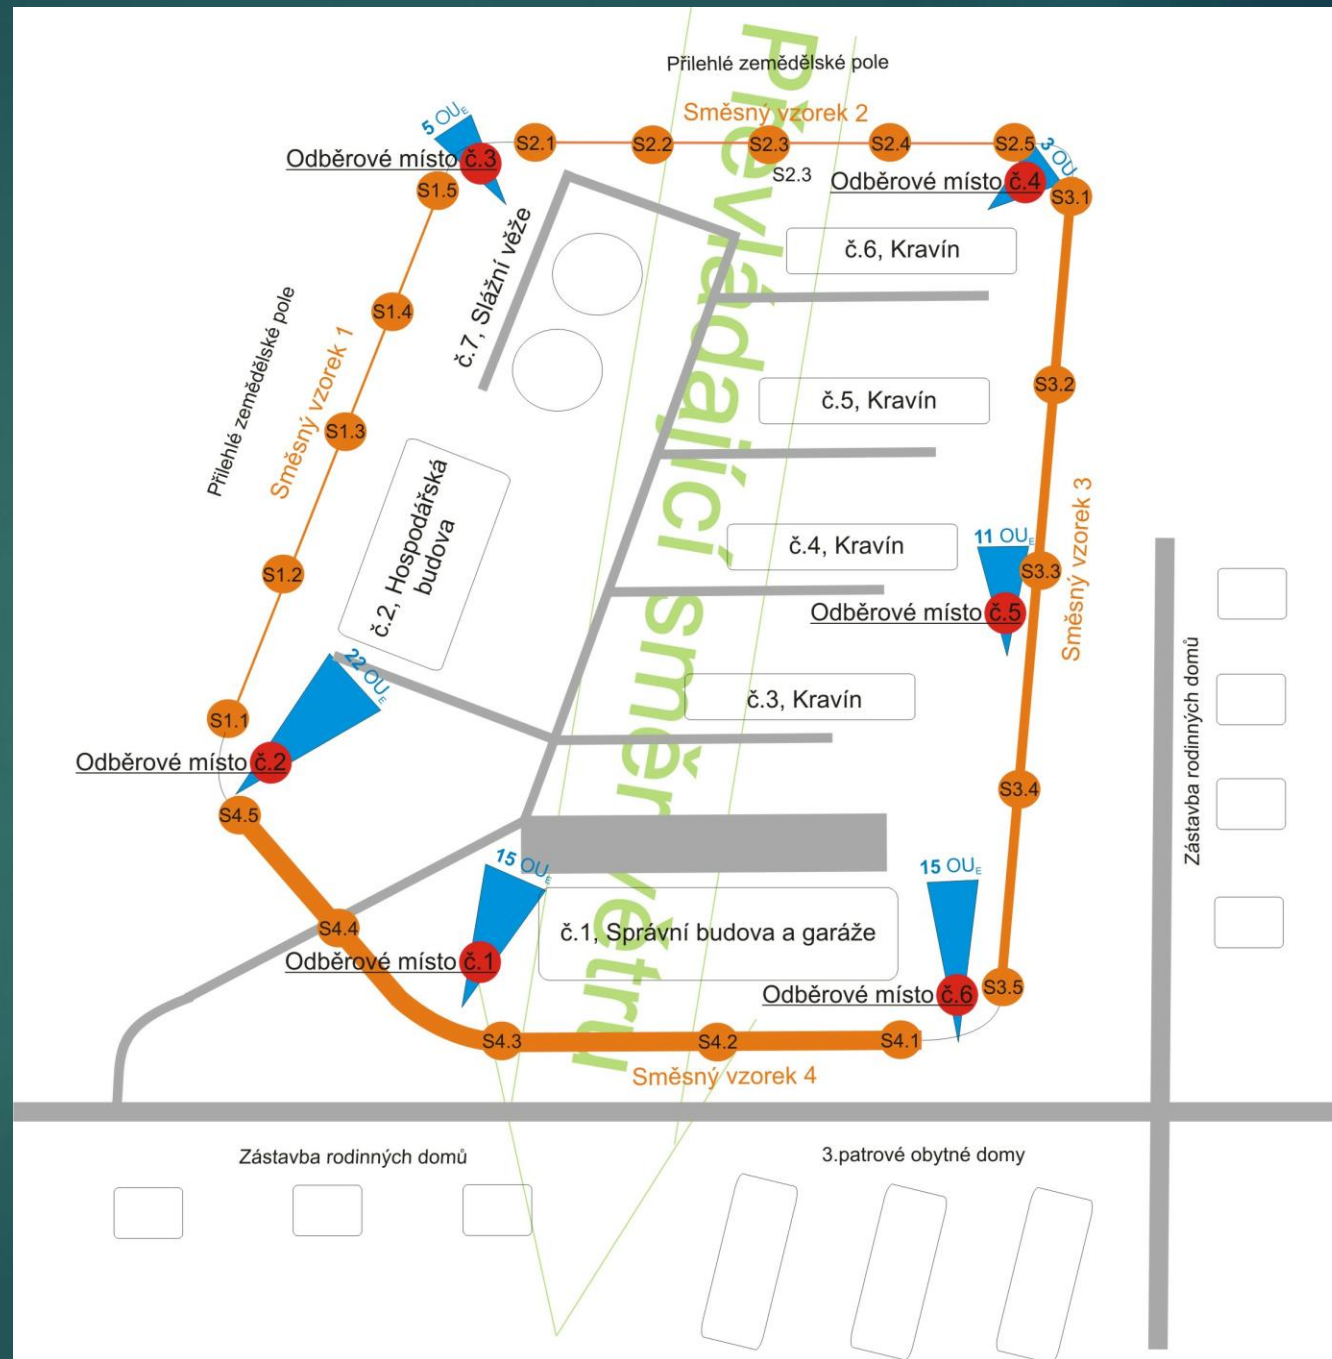 Přilehlé zemědělské pole
Směsný vzorek 2
5 OUE
S2.1
S2.2
S2.3
S2.4
S2.5
3 OU
Odběrové místo č.3
S2.3
Odběrové místo č.4
S1.5
S3.1
č.6, Kravín
č.7, Slážní věže
S1.4
Přilehlé zemědělské pole
Směsný vzorek 1
Převládající směr větru
S3.2
č.5, Kravín
S1.3
č.2, Hospodářská
budova
č.4, Kravín
11 OUE
S3.3
Směsný vzorek 3
S1.2
Odběrové místo č.5
Zástavba rodinných domů
22 OUE
č.3, Kravín
S1.1
Odběrové místo č.2
S3.4
S4.5
15 OUE
15 OUE
S4.4
č.1, Správní budova a garáže
Odběrové místo č.1
Odběrové místo č.6
S3.5
S4.3
S4.2
S4.1
Směsný vzorek 4
Zástavba rodinných domů
3.patrové obytné domy